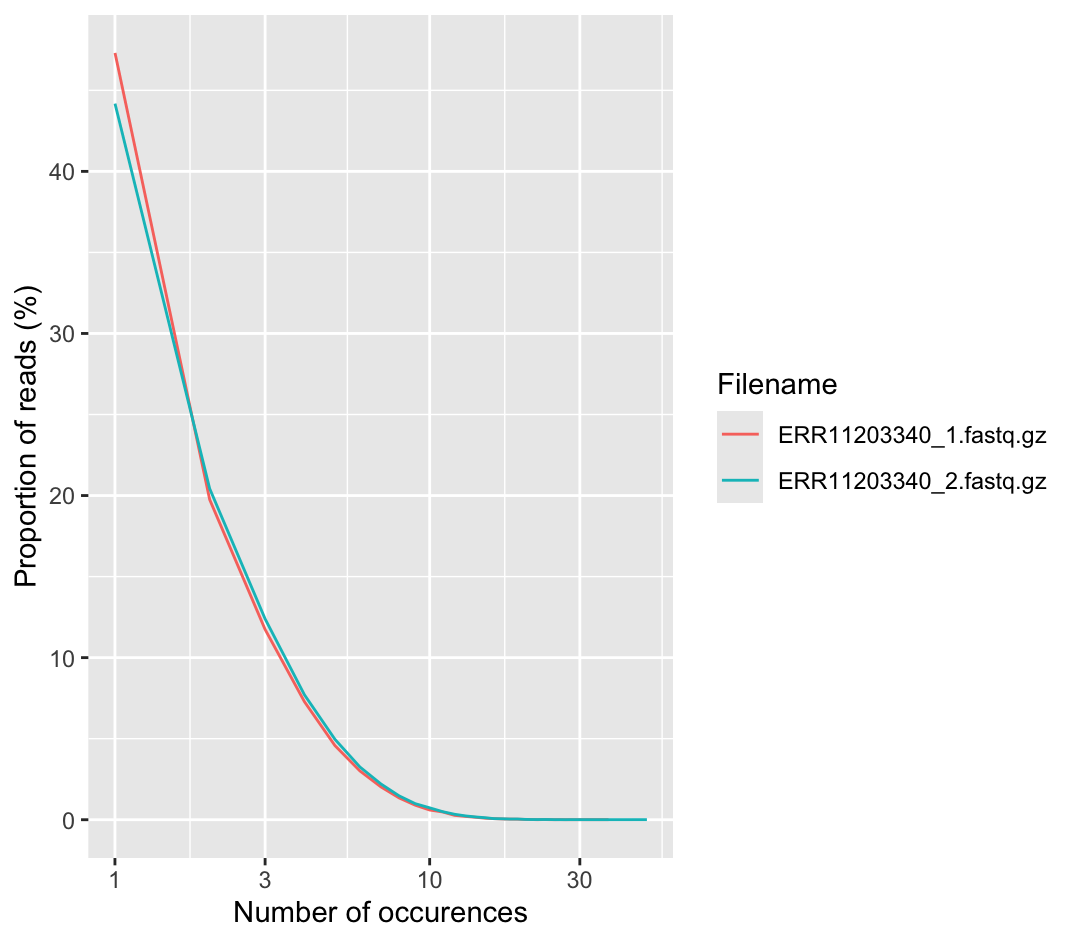 Proportion of reads (%)
40
30
20
10
0
1 3 10 30
Number of occurences
Filename
ERR11203340_1.fastq.gz
ERR11203340_2.fastq.gz